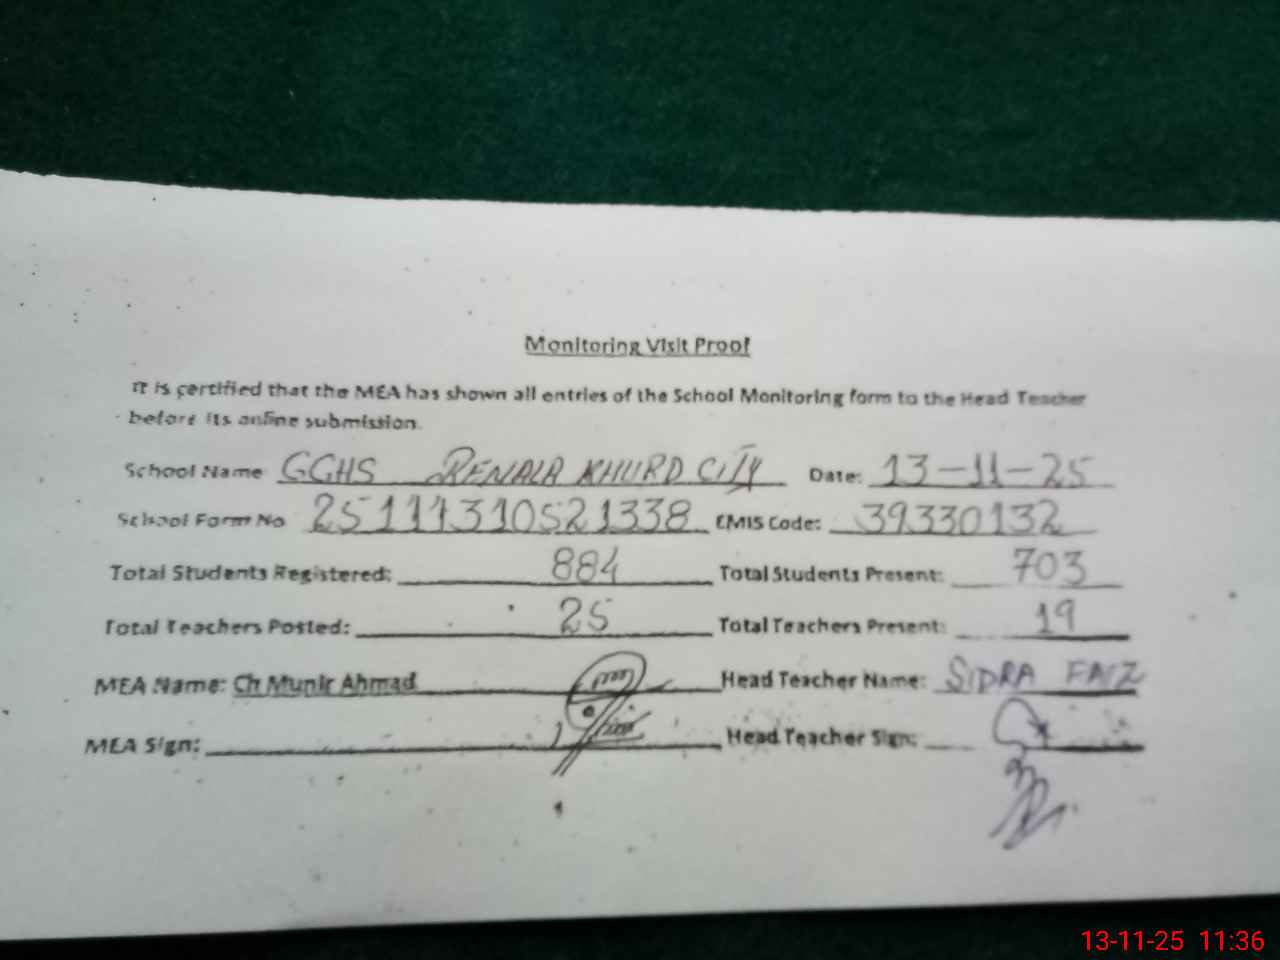 Monitoring Visit Proof
It is certified that the MEA has shown all entries of the School Monitoring form to the Head Teacher
before its online submission.
School Name GGHS RENALA KHURD CITY Date: 13-11-25
School Form No 25111310521338 EMIS Code: 39330132
Total Students Registered: 884 Total Students Present: 703
Total Teachers Posted: 25 Total Teachers Present: 19
MEA Name: Ch Munir Ahmad Head Teacher Name: SIDRA FAIZ
MEA Sign: Head Teacher Sign:
13-11-25 11:36